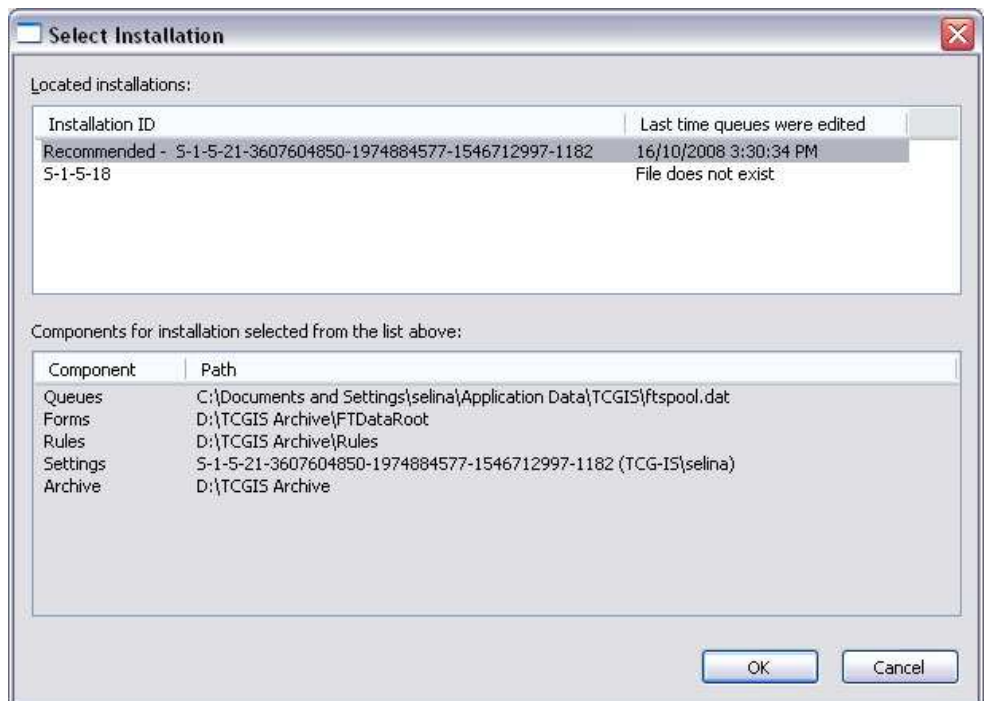 Select Installation
Located installations:
Installation ID Last time queues were edited
Recommended - S-1-5-21-3607604850-1974884577-1546712997-1182 16/10/2008 3:30:34 PM
S-1-5-18 File does not exist
Components for installation selected from the list above:
Component Path
Queues C:\Documents and Settings\selina\Application Data\TCGIS\ftspool.dat
Forms D:\TCGIS Archive\FTDataRoot
Rules D:\TCGIS Archive\Rules
Settings S-1-5-21-3607604850-1974884577-1546712997-1182 (TCG-IS\selina)
Archive D:\TCGIS Archive
OK Cancel